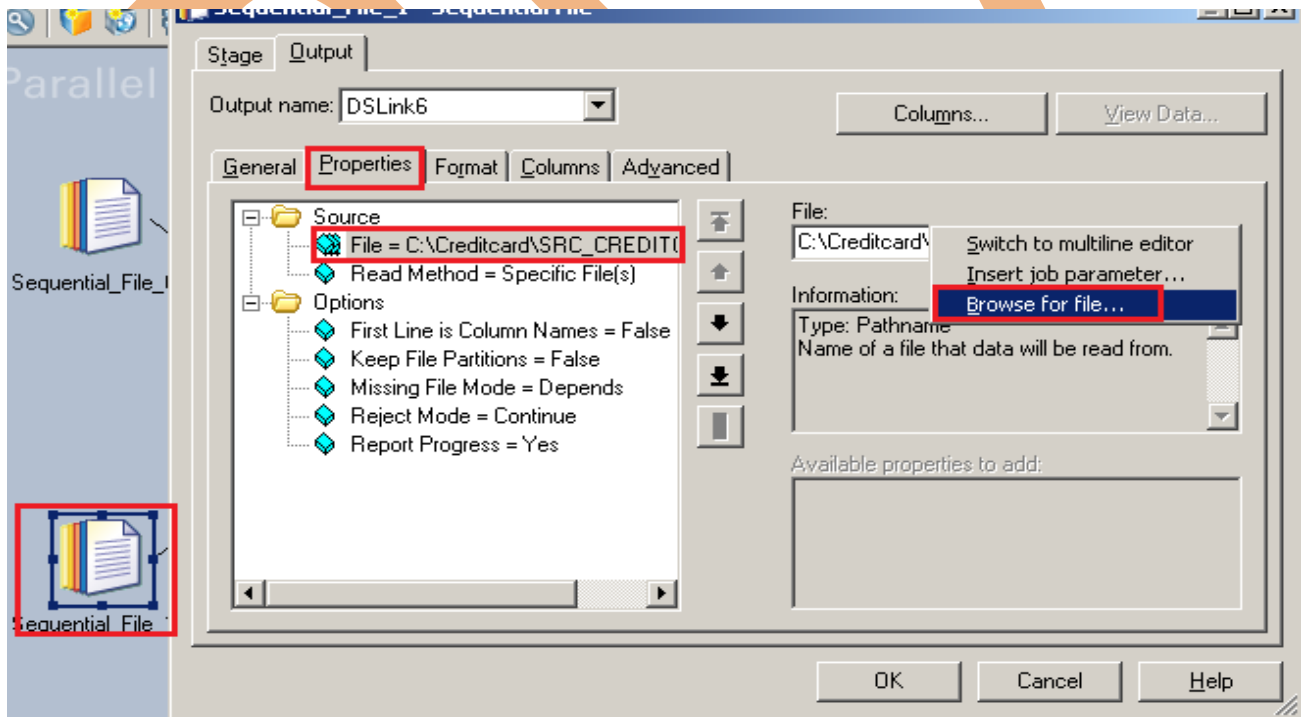 Sequential_File_1 - Sequential File
Stage
Output
Parallel
Output name: DSLink6
Columns...
View Data...
General
Properties
Format
Columns
Advanced
Source
File = C:\Creditcard\SRC_CREDIT
Read Method = Specific File(s)
Options
First Line is Column Names = False
Keep File Partitions = False
Missing File Mode = Depends
Reject Mode = Continue
Report Progress = Yes
File:
C:\Creditcard\
Switch to multiline editor
Insert job parameter...
Browse for file...
Information:
Type: Pathname
Name of a file that data will be read from.
Available properties to add:
Sequential_File_
Sequential_File_
OK
Cancel
Help